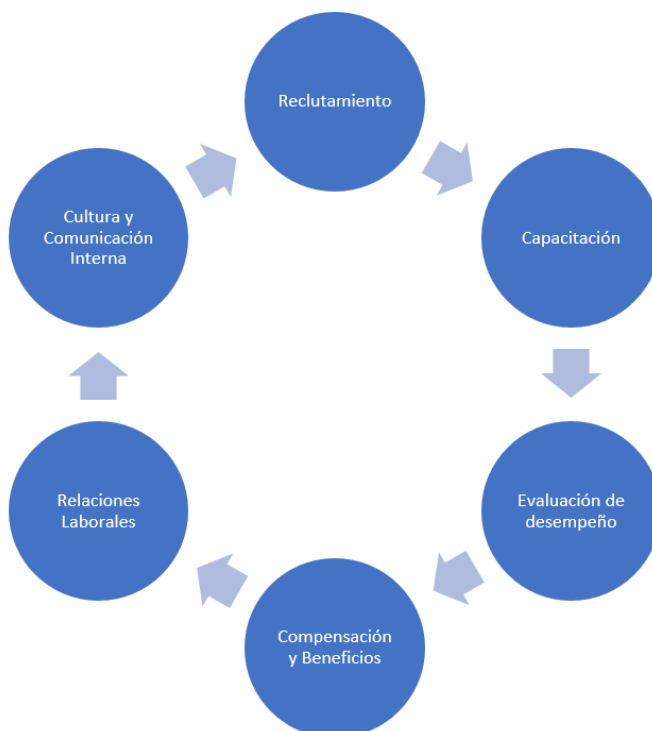 Reclutamiento
Capacitación
Evaluación de
desempeño
Compensación
y Beneficios
Relaciones
Laborales
Cultura y
Comunicación
Interna